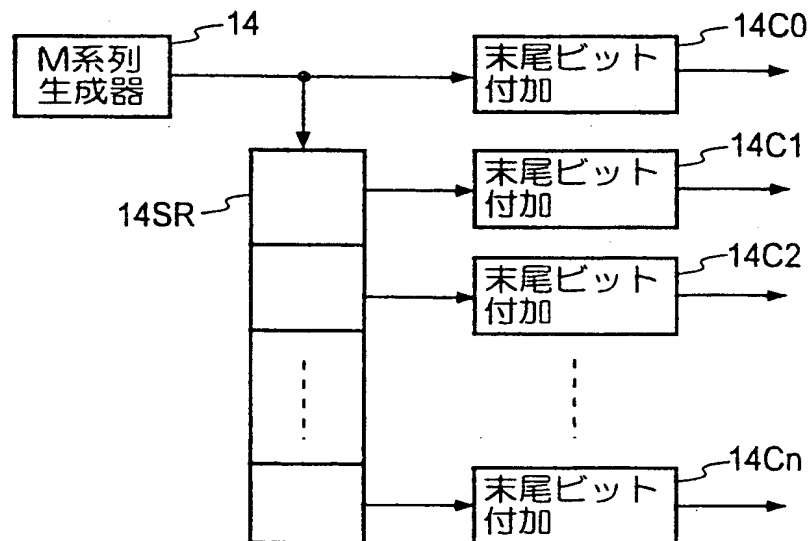 14
M系列
生成器
末尾ビット
付加
14C0
14SR
末尾ビット
付加
14C1
末尾ビット
付加
14C2
末尾ビット
付加
14Cn